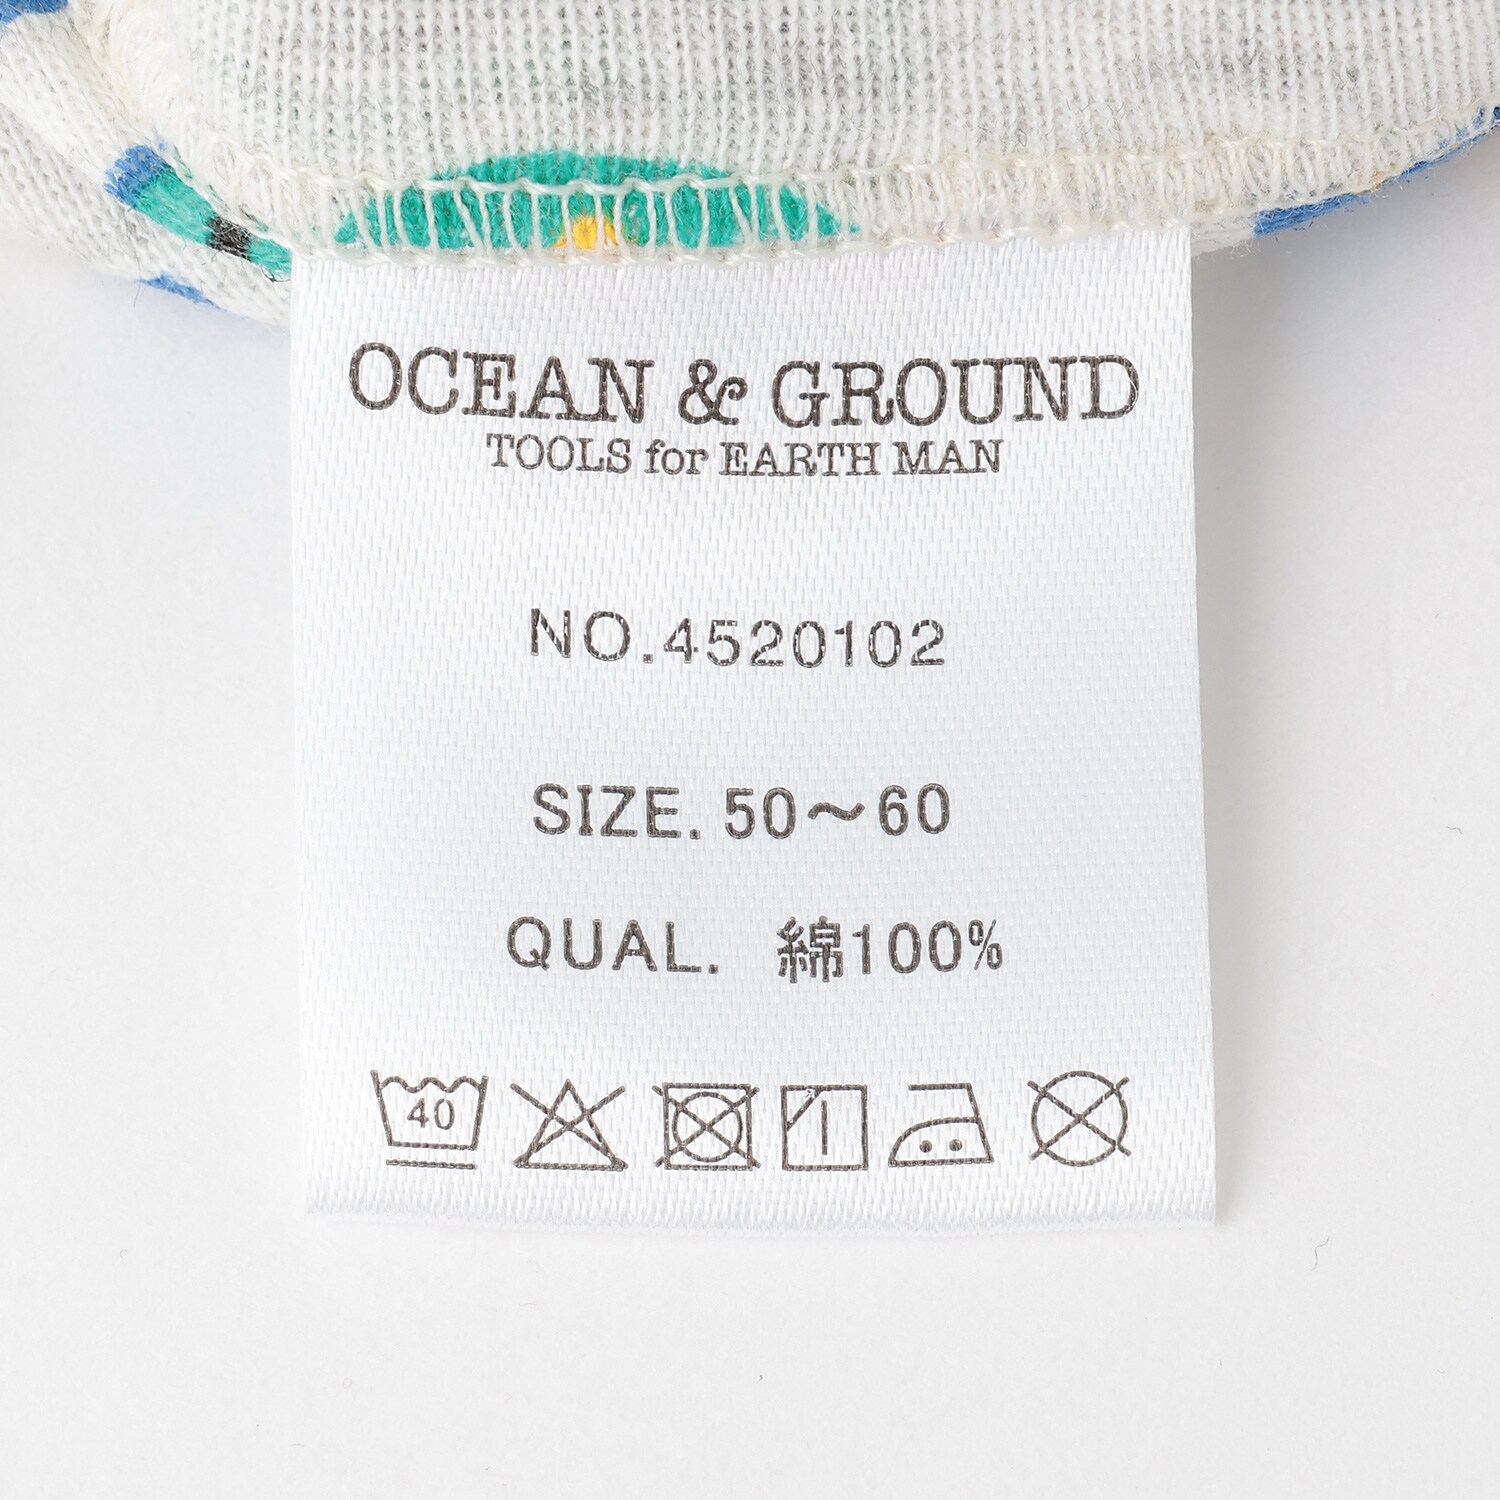 OCEAN & GROUND
TOOLS for EARTH MAN
NO.4520102
SIZE. 50～60
QUAL. 綿100%
40